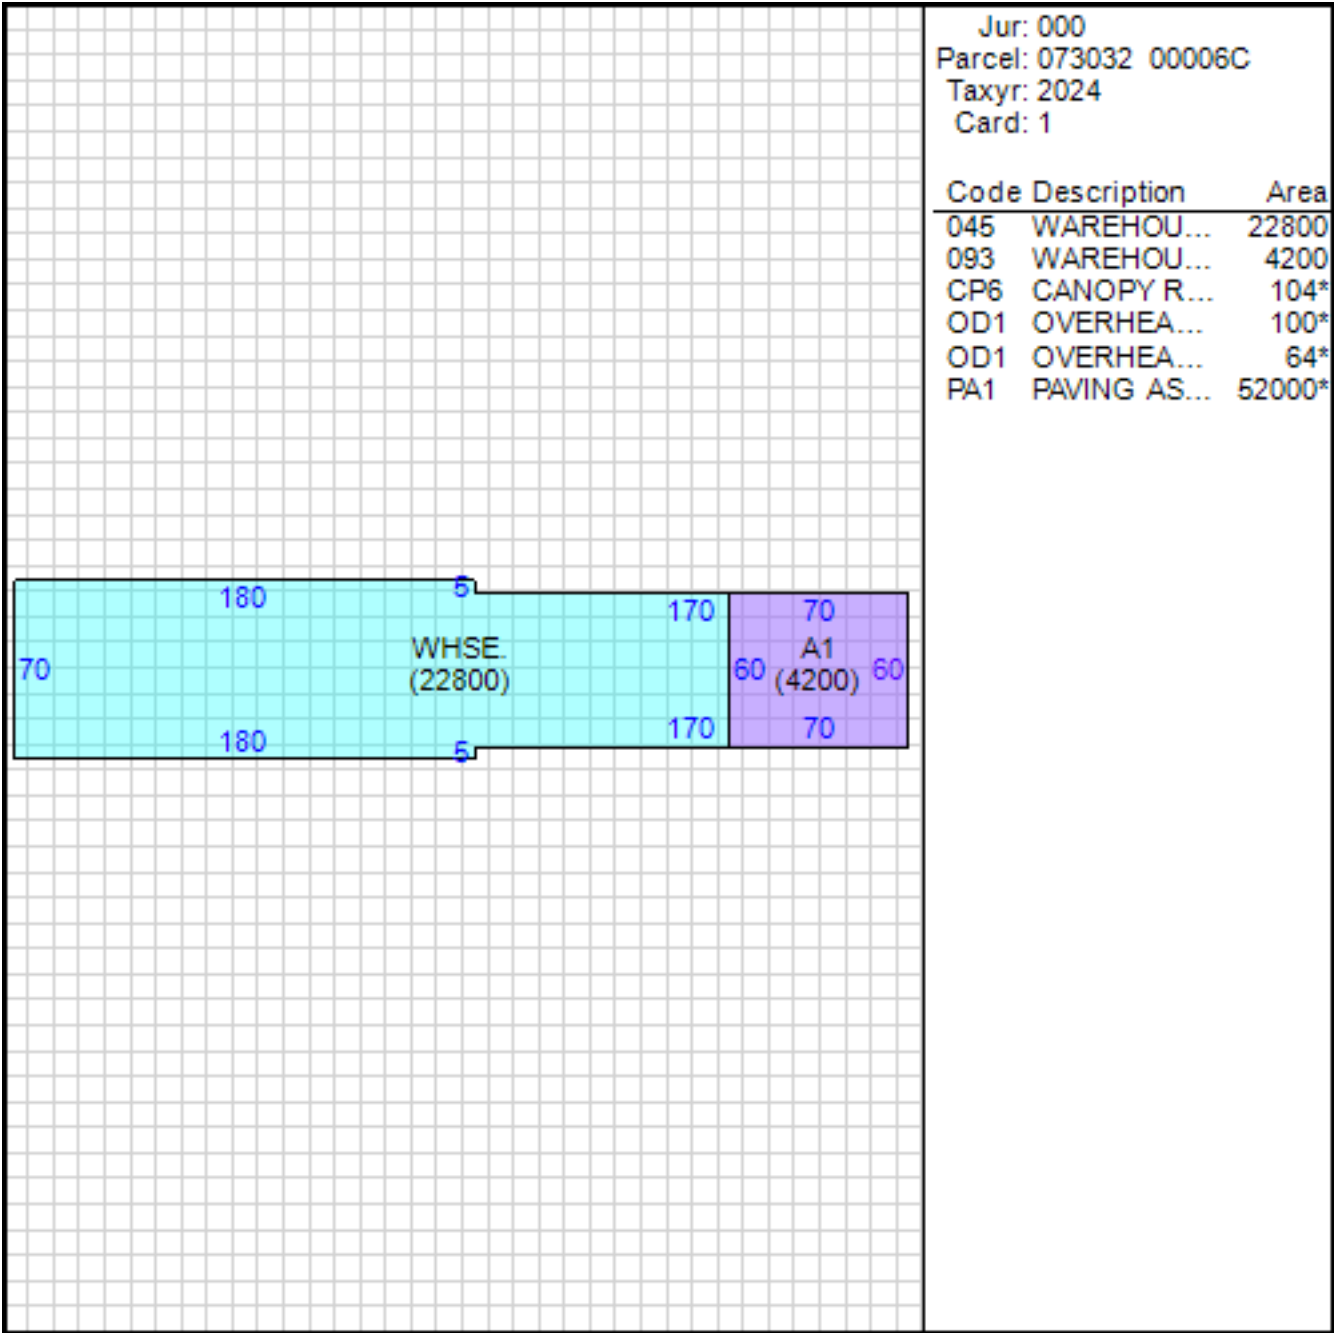 Jur: 000
Parcel: 073032 00006C
Taxyr: 2024
Card: 1
Code Description Area
045 WAREHOU... 22800
093 WAREHOU... 4200
CP6 CANOPY R... 104*
OD1 OVERHEA... 100*
OD1 OVERHEA... 64*
PA1 PAVING AS... 52000*
180 5 170 70
70 WHSE. (22800) 60 A1 (4200) 60
180 5 170 70